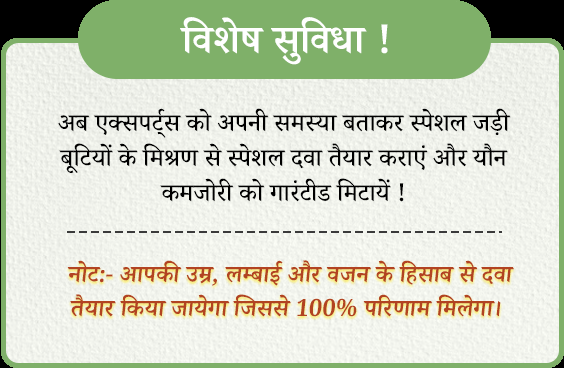 विशेष सुविधा !
अब एक्सपर्ट्स को अपनी समस्या बताकर स्पेशल जड़ी
बूटियों के मिश्रण से स्पेशल दवा तैयार कराएं और यौन
कमजोरी को गारंटीड मिटायें !
नोट:- आपकी उम्र, लम्बाई और वजन के हिसाब से दवा
तैयार किया जायेगा जिससे 100% परिणाम मिलेगा।